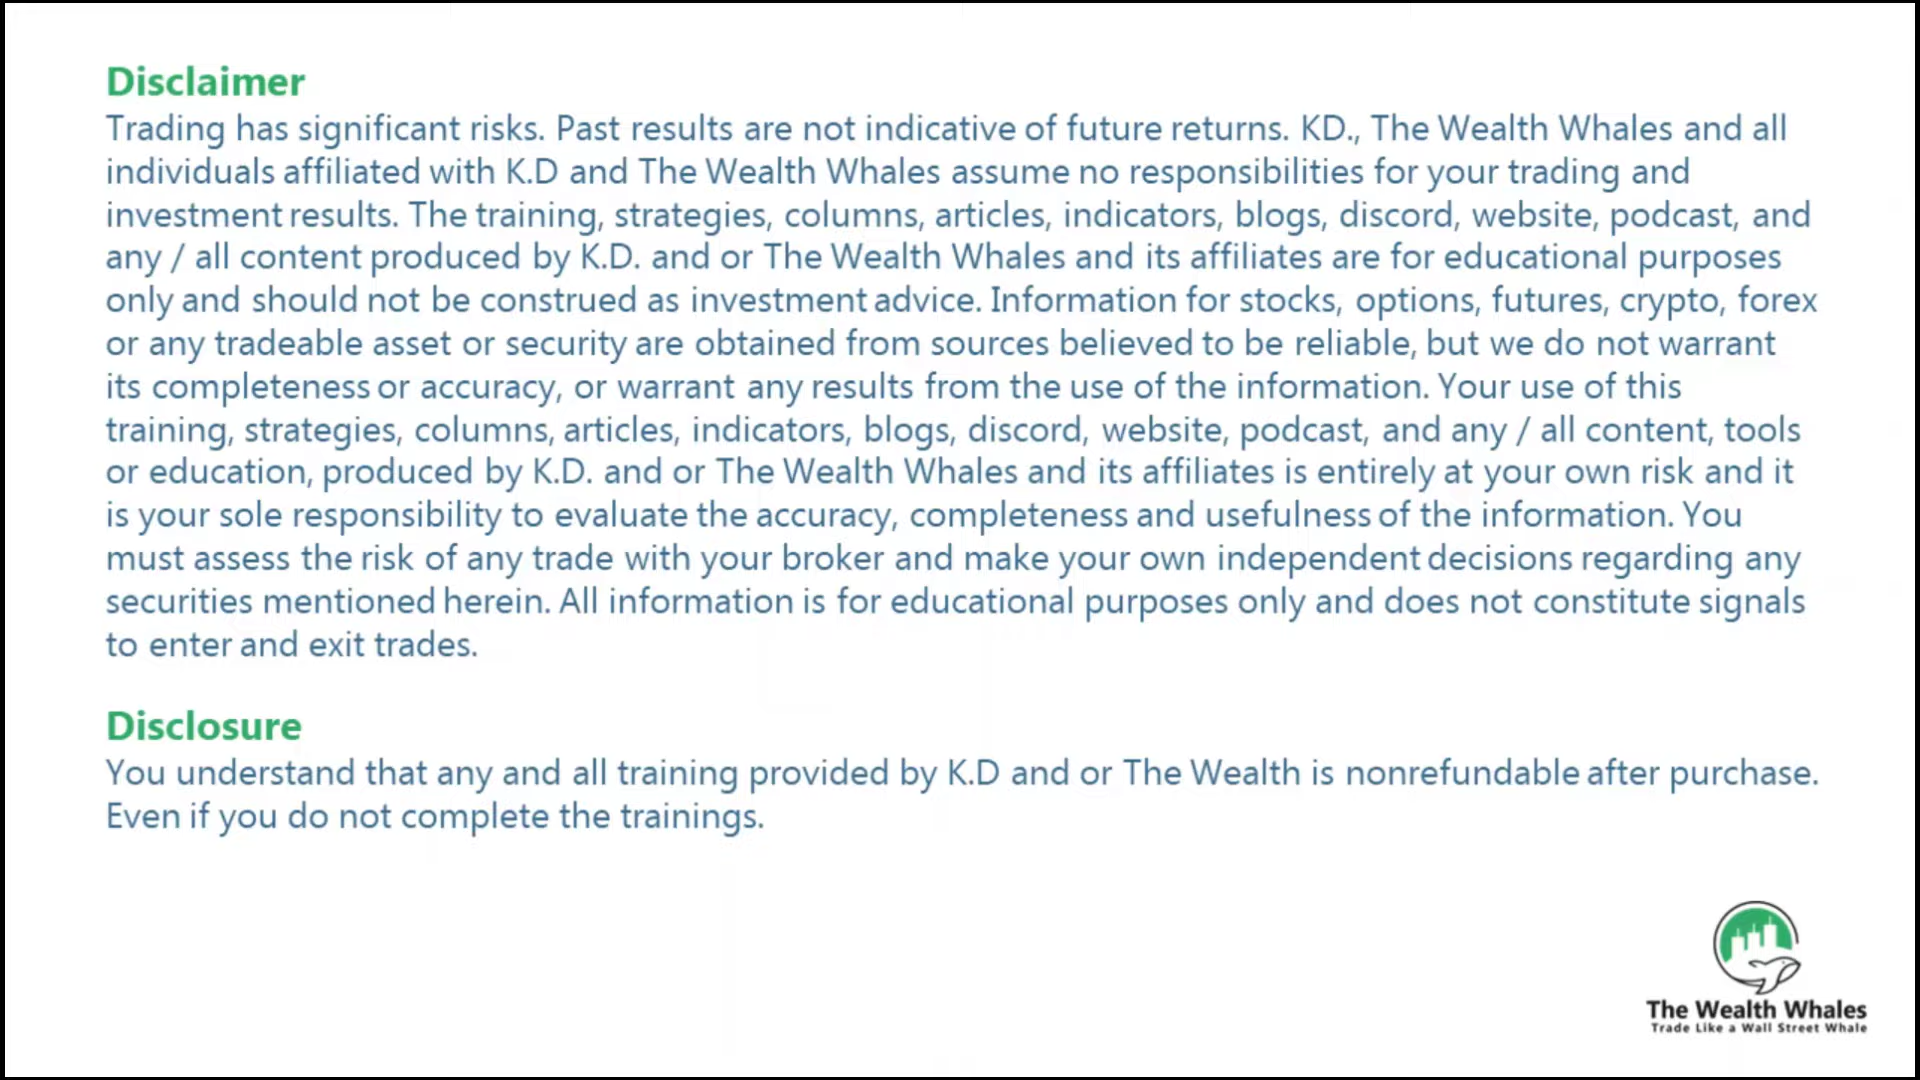 Disclaimer
Trading has significant risks. Past results are not indicative of future returns. KD., The Wealth Whales and all
individuals affiliated with K.D and The Wealth Whales assume no responsibilities for your trading and
investment results. The training, strategies, columns, articles, indicators, blogs, discord, website, podcast, and
any / all content produced by K.D. and or The Wealth Whales and its affiliates are for educational purposes
only and should not be construed as investment advice. Information for stocks, options, futures, crypto, forex
or any tradeable asset or security are obtained from sources believed to be reliable, but we do not warrant
its completeness or accuracy, or warrant any results from the use of the information. Your use of this
training, strategies, columns, articles, indicators, blogs, discord, website, podcast, and any / all content, tools
or education, produced by K.D. and or The Wealth Whales and its affiliates is entirely at your own risk and it
is your sole responsibility to evaluate the accuracy, completeness and usefulness of the information. You
must assess the risk of any trade with your broker and make your own independent decisions regarding any
securities mentioned herein. All information is for educational purposes only and does not constitute signals
to enter and exit trades.
Disclosure
You understand that any and all training provided by K.D and or The Wealth is nonrefundable after purchase.
Even if you do not complete the trainings.
The Wealth Whales
Trade Like a Wall Street Whale